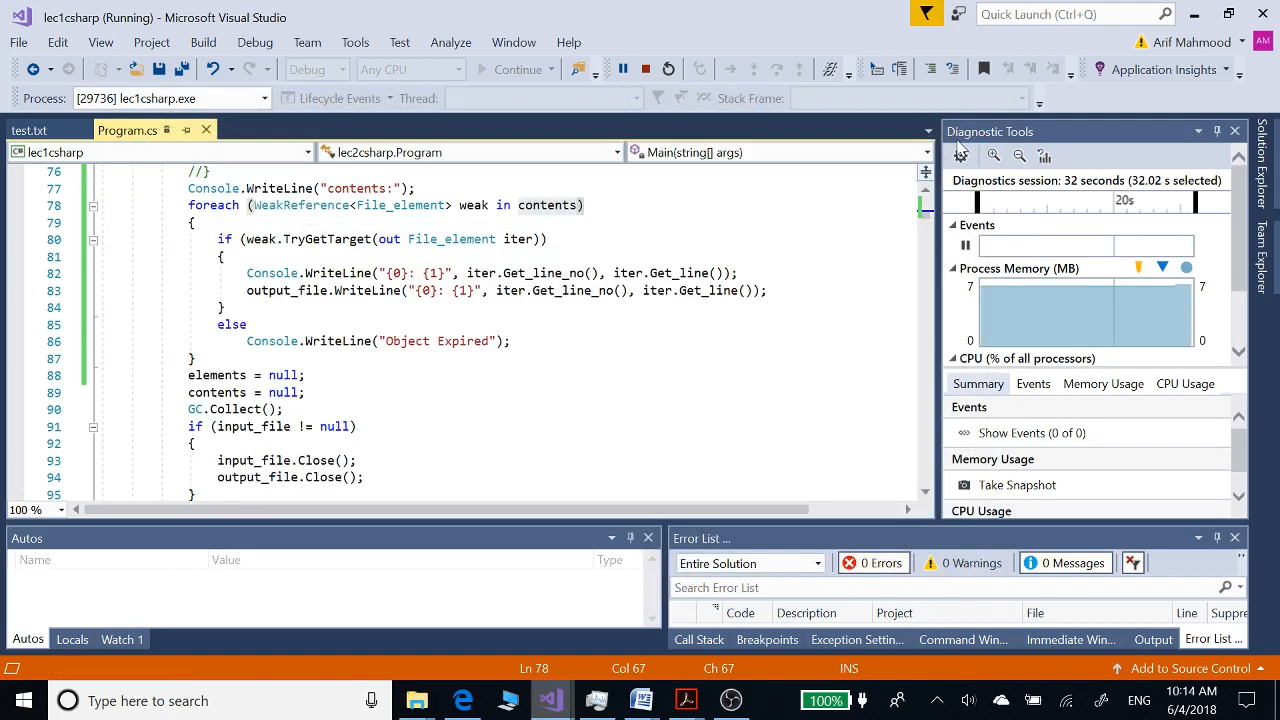 lec1csharp (Running) - Microsoft Visual Studio
Quick Launch (Ctrl+Q)
File Edit View Project Build Debug Team Tools Test Analyze Window Help
Arif Mahmood AM
Debug Any CPU Continue Application Insights
Process: [29736] lec1csharp.exe Lifecycle Events Thread: Stack Frame:
test.txt Program.cs
lec1csharp lec2csharp.Program Main(string[] args)
76 //}
77 Console.WriteLine("contents:");
78 foreach (WeakReference<File_element> weak in contents)
79 {
80 if (weak.TryGetTarget(out File_element iter))
81 {
82 Console.WriteLine("{0}: {1}", iter.Get_line_no(), iter.Get_line());
83 output_file.WriteLine("{0}: {1}", iter.Get_line_no(), iter.Get_line());
84 }
85 else
86 Console.WriteLine("Object Expired");
87 }
88 elements = null;
89 contents = null;
90 GC.Collect();
91 if (input_file != null)
92 {
93 input_file.Close();
94 output_file.Close();
95 }
100 %
Diagnostic Tools
Diagnostics session: 32 seconds (32.02 s selected)
20s
Events
Process Memory (MB)
7 7
0 0
CPU (% of all processors)
Summary Events Memory Usage CPU Usage
Events
Show Events (0 of 0)
Memory Usage
Take Snapshot
CPU Usage
Solution Explorer
Team Explorer
Autos
Name Value Type
Autos Locals Watch 1
Error List ...
Entire Solution 0 Errors 0 Warnings 0 Messages
Search Error List
Code Description Project File Line Suppre
Call Stack Breakpoints Exception Settin... Command Win... Immediate Win... Output Error List ...
Ln 78 Col 67 Ch 67 INS Add to Source Control
Type here to search
100% ENG
10:14 AM
6/4/2018